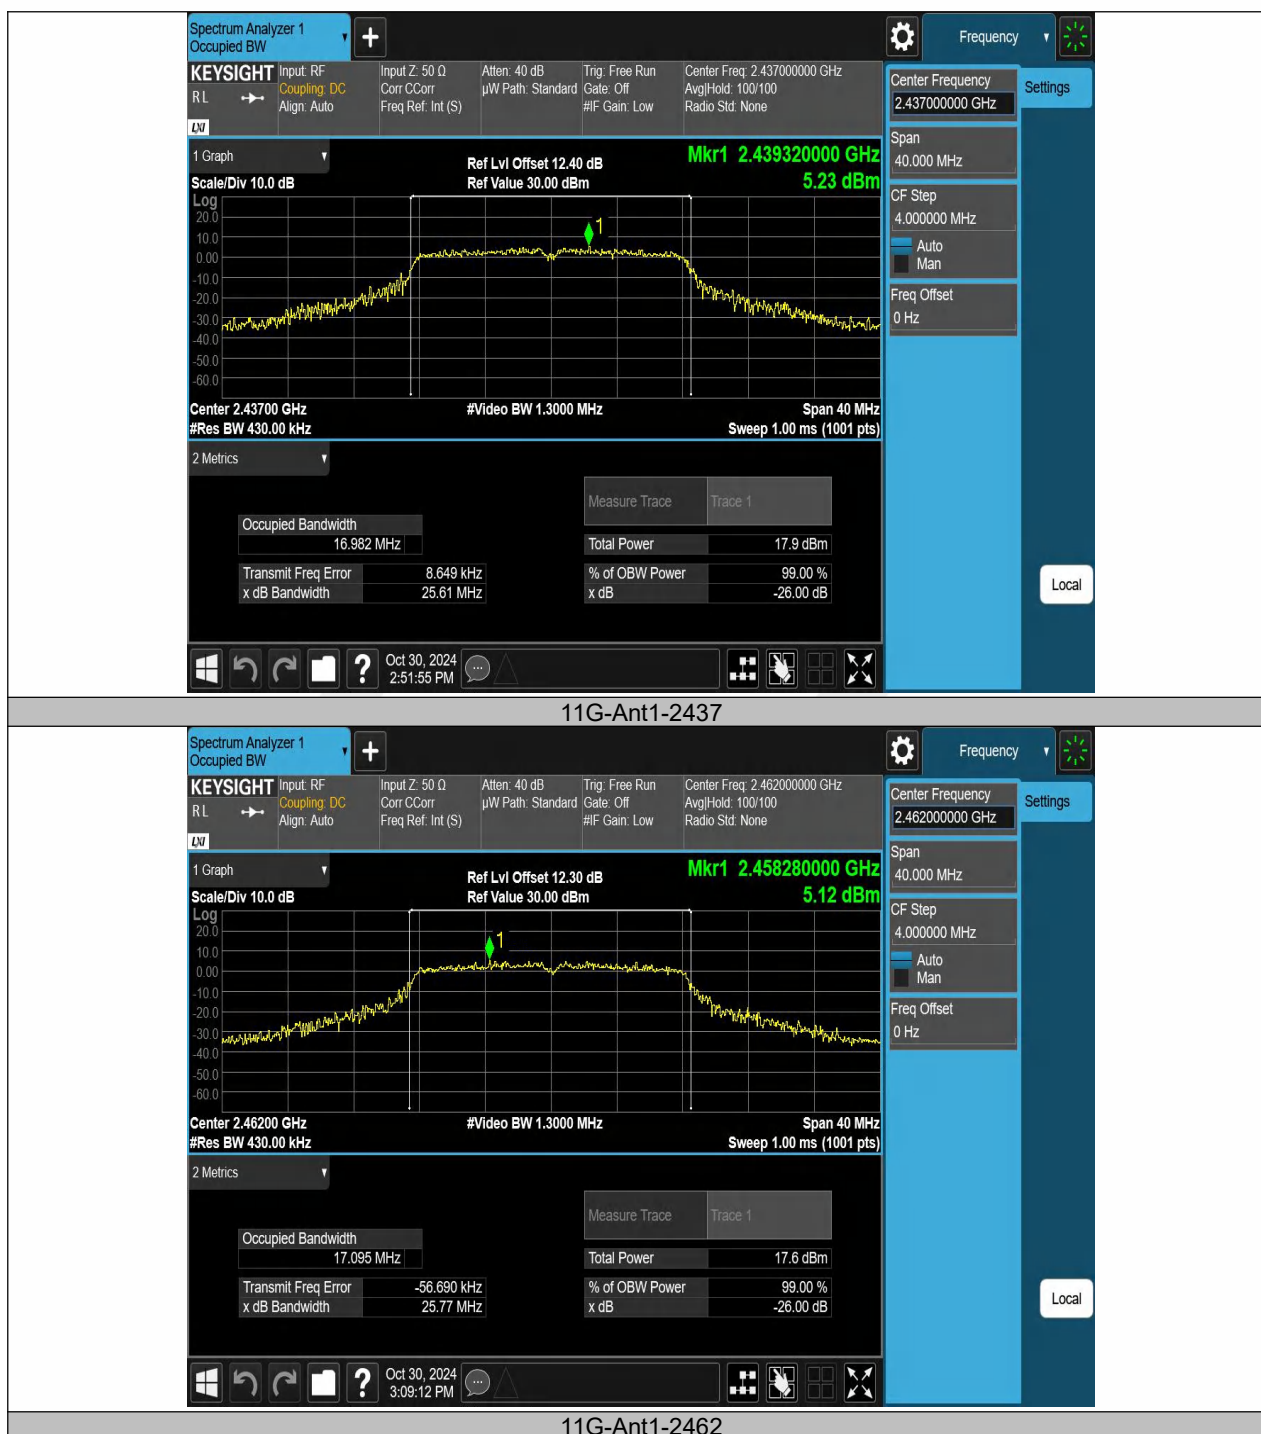 Spectrum Analyzer 1
Occupied BW
+
Frequency
KEYSIGHT
RL
LXI
Input: RF
Coupling: DC
Align: Auto
Input Z: 50 Ω
Corr CCorr
Freq Ref: Int (S)
Atten: 40 dB
µW Path: Standard
Trig: Free Run
Gate: Off
#IF Gain: Low
Center Freq: 2.437000000 GHz
Avg|Hold: 100/100
Radio Std: None
Center Frequency
2.437000000 GHz
Settings
Span
40.000 MHz
CF Step
4.000000 MHz
Auto
Man
Freq Offset
0 Hz
Local
1 Graph
Scale/Div 10.0 dB
Ref Lvl Offset 12.40 dB
Ref Value 30.00 dBm
Mkr1 2.439320000 GHz
5.23 dBm
Log
20.0
10.0
0.00
-10.0
-20.0
-30.0
-40.0
-50.0
-60.0
1
Center 2.43700 GHz
#Res BW 430.00 kHz
#Video BW 1.3000 MHz
Span 40 MHz
Sweep 1.00 ms (1001 pts)
2 Metrics
Measure Trace Trace 1
Occupied Bandwidth
16.982 MHz
Total Power 17.9 dBm
Transmit Freq Error 8.649 kHz
x dB Bandwidth 25.61 MHz
% of OBW Power 99.00 %
x dB -26.00 dB
?
Oct 30, 2024
2:51:55 PM
11G-Ant1-2437
Spectrum Analyzer 1
Occupied BW
+
Frequency
KEYSIGHT
RL
LXI
Input: RF
Coupling: DC
Align: Auto
Input Z: 50 Ω
Corr CCorr
Freq Ref: Int (S)
Atten: 40 dB
µW Path: Standard
Trig: Free Run
Gate: Off
#IF Gain: Low
Center Freq: 2.462000000 GHz
Avg|Hold: 100/100
Radio Std: None
Center Frequency
2.462000000 GHz
Settings
Span
40.000 MHz
CF Step
4.000000 MHz
Auto
Man
Freq Offset
0 Hz
Local
1 Graph
Scale/Div 10.0 dB
Ref Lvl Offset 12.30 dB
Ref Value 30.00 dBm
Mkr1 2.458280000 GHz
5.12 dBm
Log
20.0
10.0
0.00
-10.0
-20.0
-30.0
-40.0
-50.0
-60.0
1
Center 2.46200 GHz
#Res BW 430.00 kHz
#Video BW 1.3000 MHz
Span 40 MHz
Sweep 1.00 ms (1001 pts)
2 Metrics
Measure Trace Trace 1
Occupied Bandwidth
17.095 MHz
Total Power 17.6 dBm
Transmit Freq Error -56.690 kHz
x dB Bandwidth 25.77 MHz
% of OBW Power 99.00 %
x dB -26.00 dB
?
Oct 30, 2024
3:09:12 PM
11G-Ant1-2462